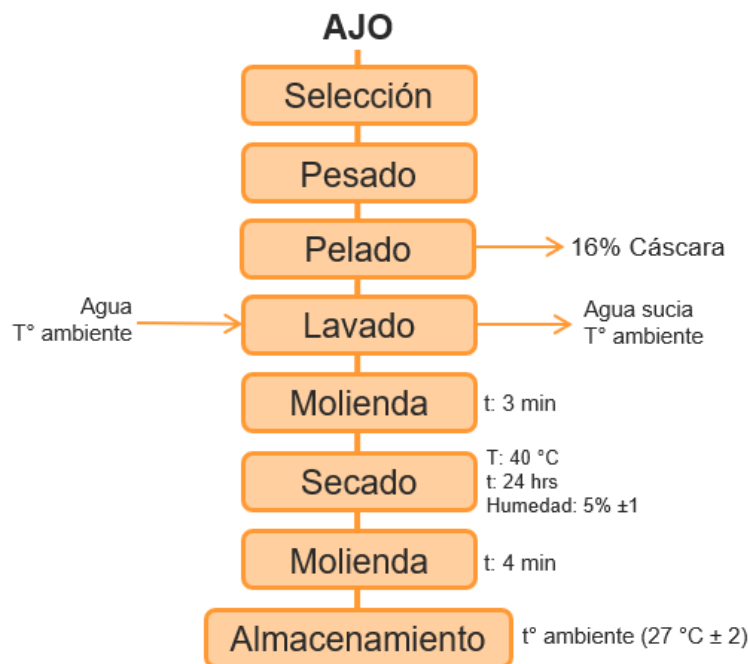 AJO
Selección
Pesado
Pelado
16% Cáscara
Agua
T° ambiente
Lavado
Agua sucia
T° ambiente
Molienda
t: 3 min
Secado
T: 40 °C
t: 24 hrs
Humedad: 5% ±1
Molienda
t: 4 min
Almacenamiento
t° ambiente (27 °C ± 2)